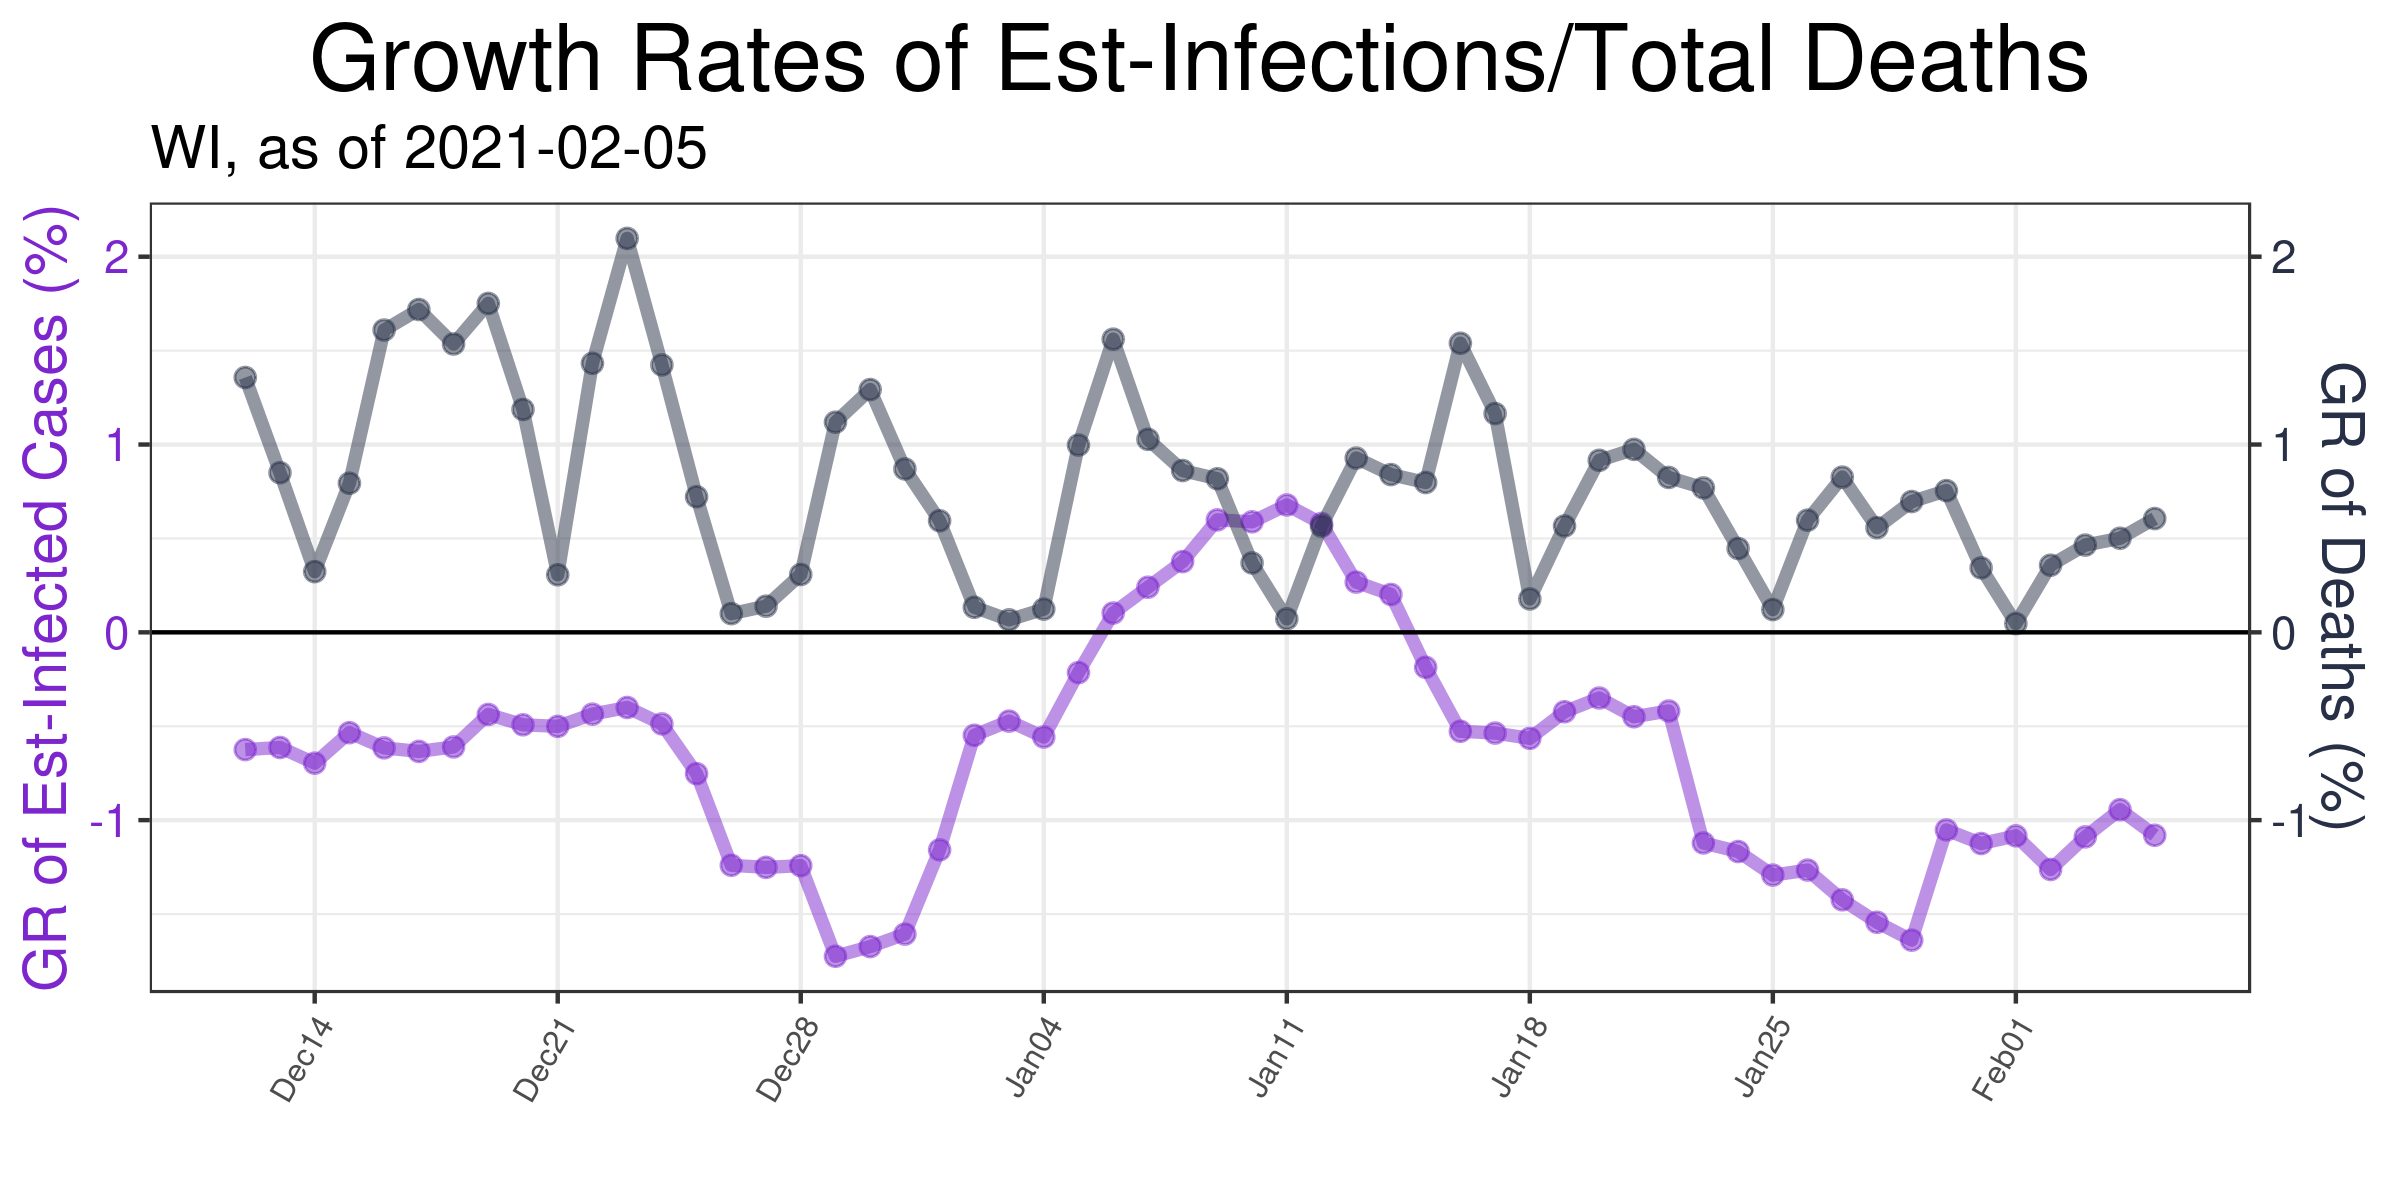 Growth Rates of Est-Infections/Total Deaths
WI, as of 2021-02-05
GR of Est-Infected Cases (%)
2
1
0
-1
2
1
0
-1
GR of Deaths (%)
Dec14
Dec21
Dec28
Jan04
Jan11
Jan18
Jan25
Feb01